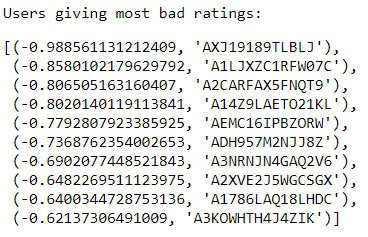 Users giving most bad ratings:
[(-0.988561131212409, 'AXJ19189TLBLJ'),
(-0.8580102179629792, 'A1LJXZC1RFW07C'),
(-0.806505163160407, 'A2CARFAX5FNQT9'),
(-0.8020140119113841, 'A14Z9LAETO21KL'),
(-0.7792807923385925, 'AEMC16IPBZORW'),
(-0.7368762354002653, 'ADH957M2NJJ8Z'),
(-0.6902077448521843, 'A3NRNJN4GAQ2V6'),
(-0.6482269511123975, 'A2XVE2J5WGCSGX'),
(-0.6400344728753136, 'A1786LAQ18LHDC'),
(-0.62137306491009, 'A3KOWHTH4J4ZIK')]